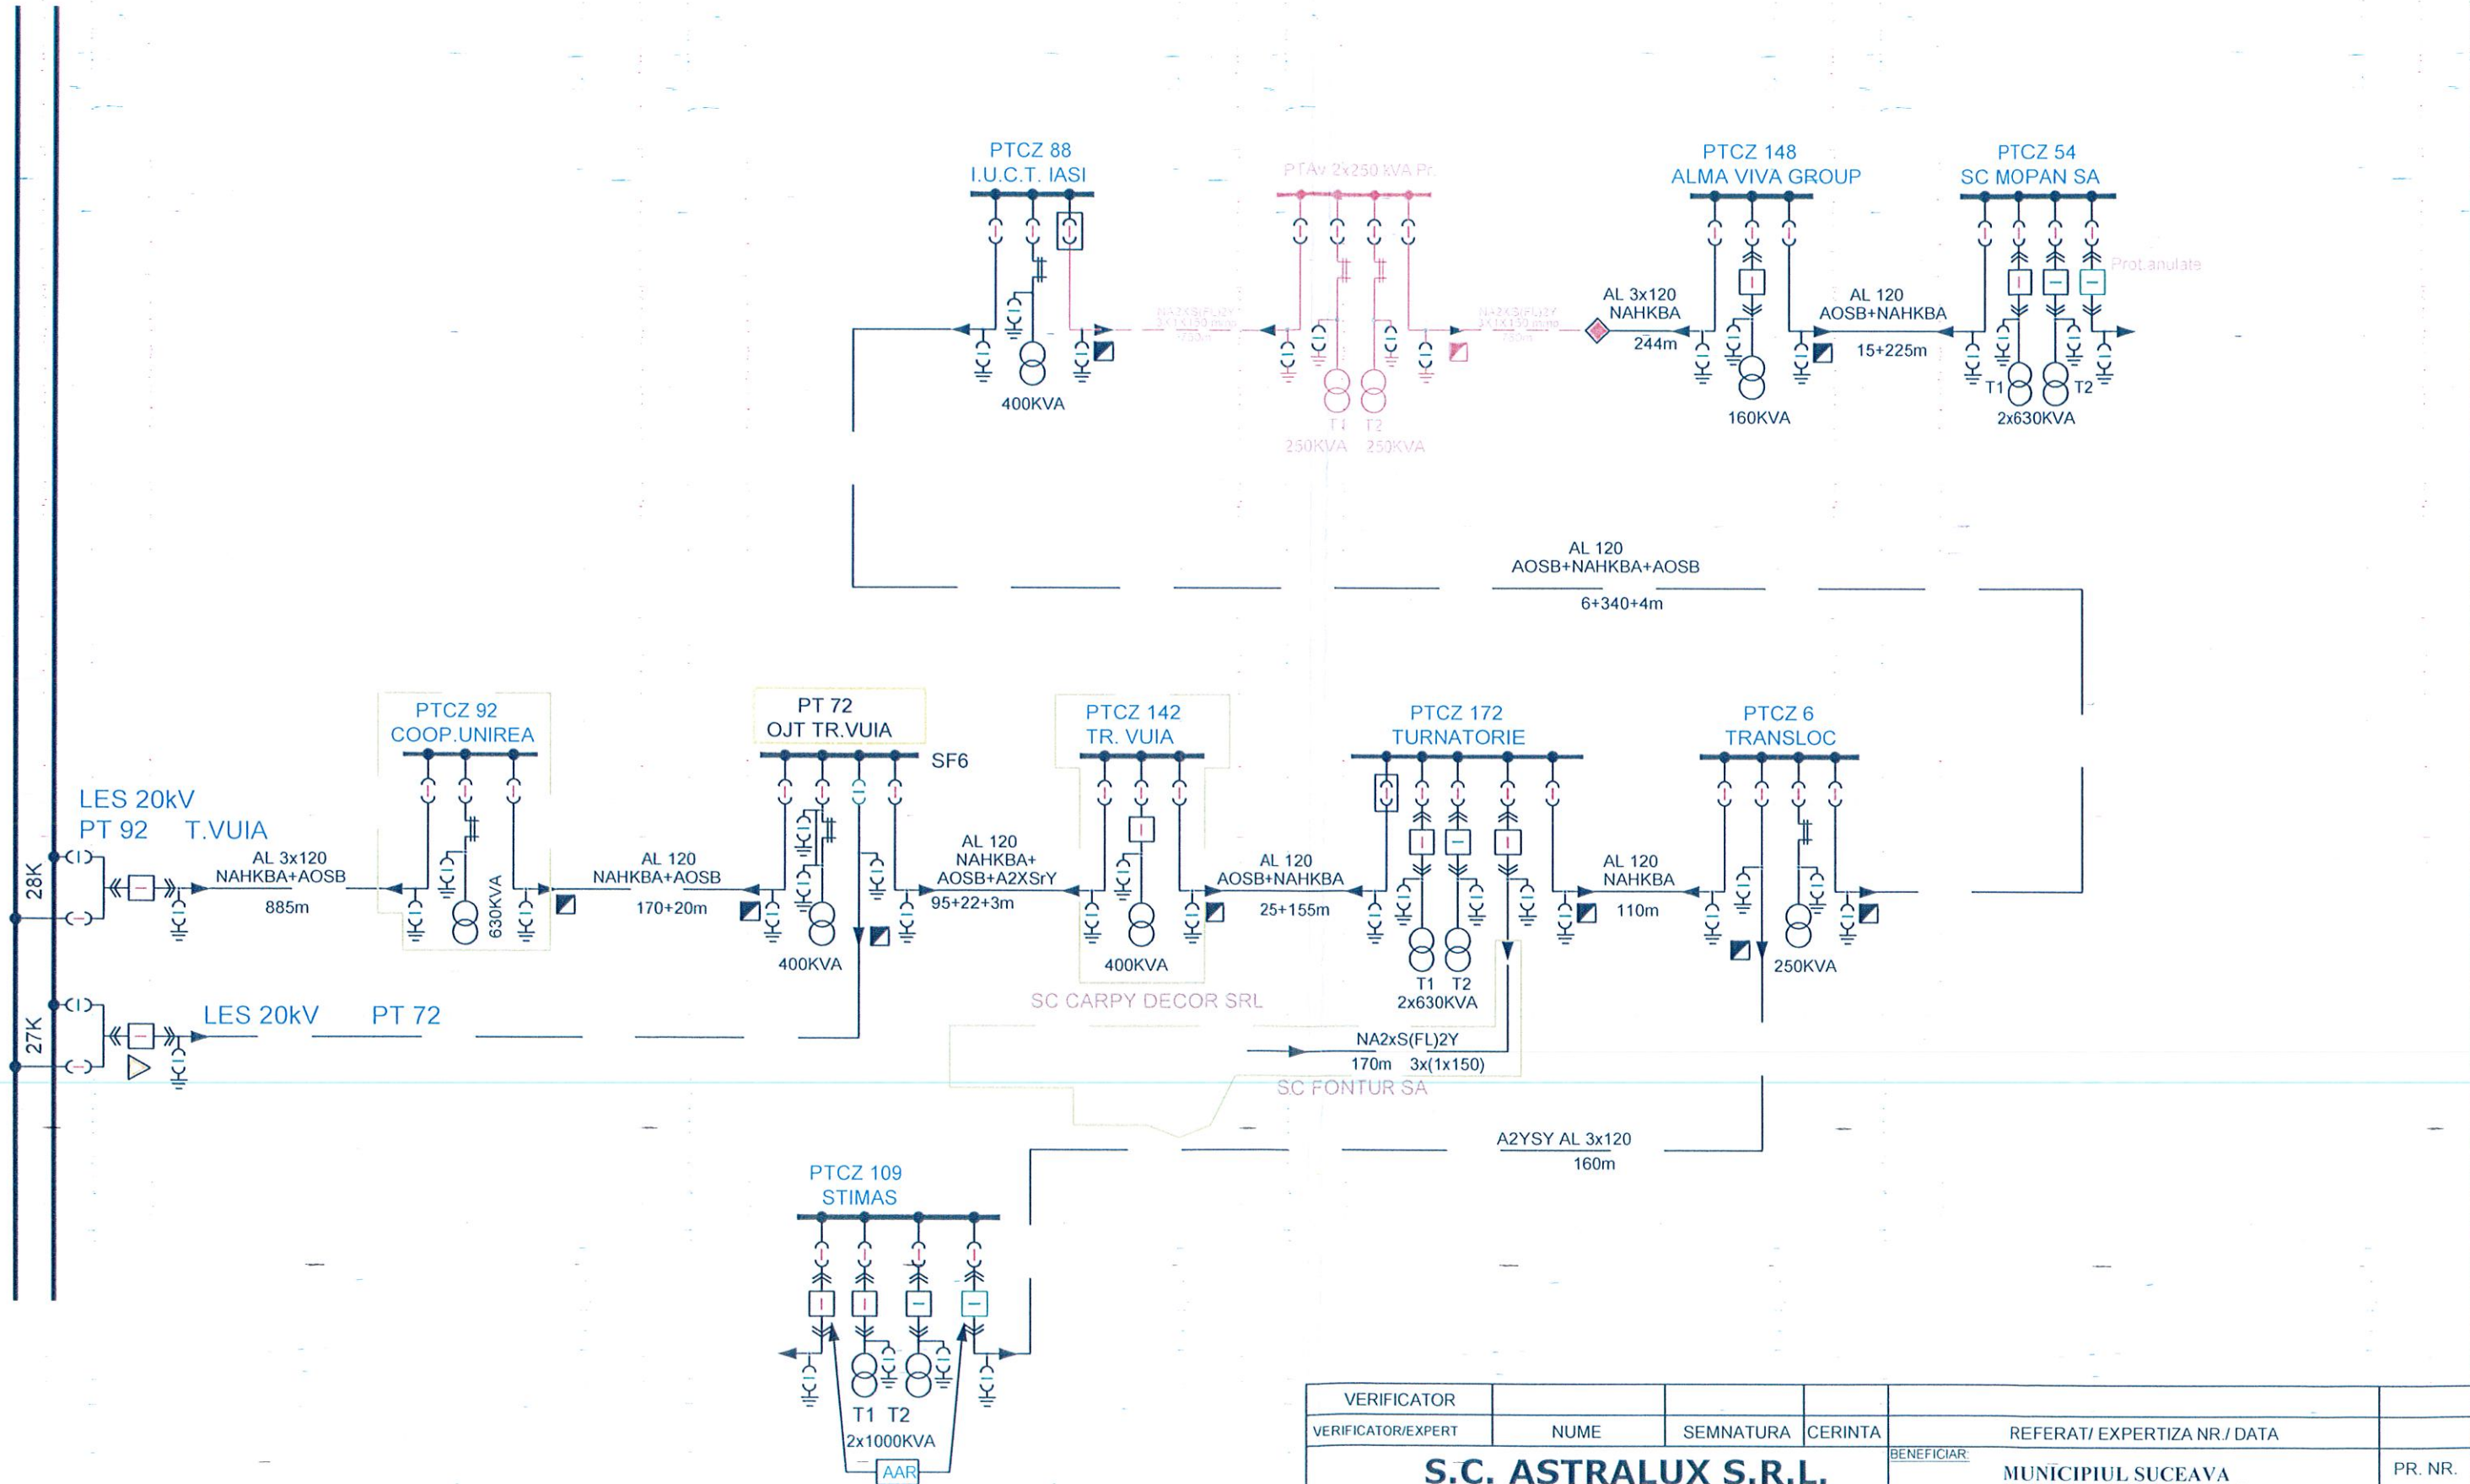 PTCZ 88
I.U.C.T. IASI
400KVA
PTAv 2x250 kVA Pr.
T1 T2
250KVA 250KVA
PTCZ 148
ALMA VIVA GROUP
AL 3x120
NAHKBA
244m
160KVA
AL 120
AOSB+NAHKBA
15+225m
PTCZ 54
SC MOPAN SA
Prot.anulate
T1 T2
2x630KVA
AL 120
AOSB+NAHKBA+AOSB
6+340+4m
LES 20kV
PT 92 T.VUIA
28K
AL 3x120
NAHKBA+AOSB
885m
PTCZ 92
COOP.UNIREA
630KVA
AL 120
NAHKBA+AOSB
170+20m
PT 72
OJT TR.VUIA
SF6
400KVA
AL 120
NAHKBA+
AOSB+A2XSrY
95+22+3m
PTCZ 142
TR. VUIA
400KVA
SC CARPY DECOR SRL
AL 120
AOSB+NAHKBA
25+155m
PTCZ 172
TURNATORIE
T1 T2
2x630KVA
AL 120
NAHKBA
110m
PTCZ 6
TRANSLOC
250KVA
27K
LES 20kV PT 72
NA2xS(FL)2Y
170m 3x(1x150)
SC FONTUR SA
A2YSY AL 3x120
160m
PTCZ 109
STIMAS
T1 T2
2x1000KVA
AAR
VERIFICATOR
VERIFICATOR/EXPERT NUME SEMNATURA CERINTA REFERAT/ EXPERTIZA NR./ DATA
S.C. ASTRALUX S.R.L.
BENEFICIAR:
MUNICIPIUL SUCEAVA
PR. NR.